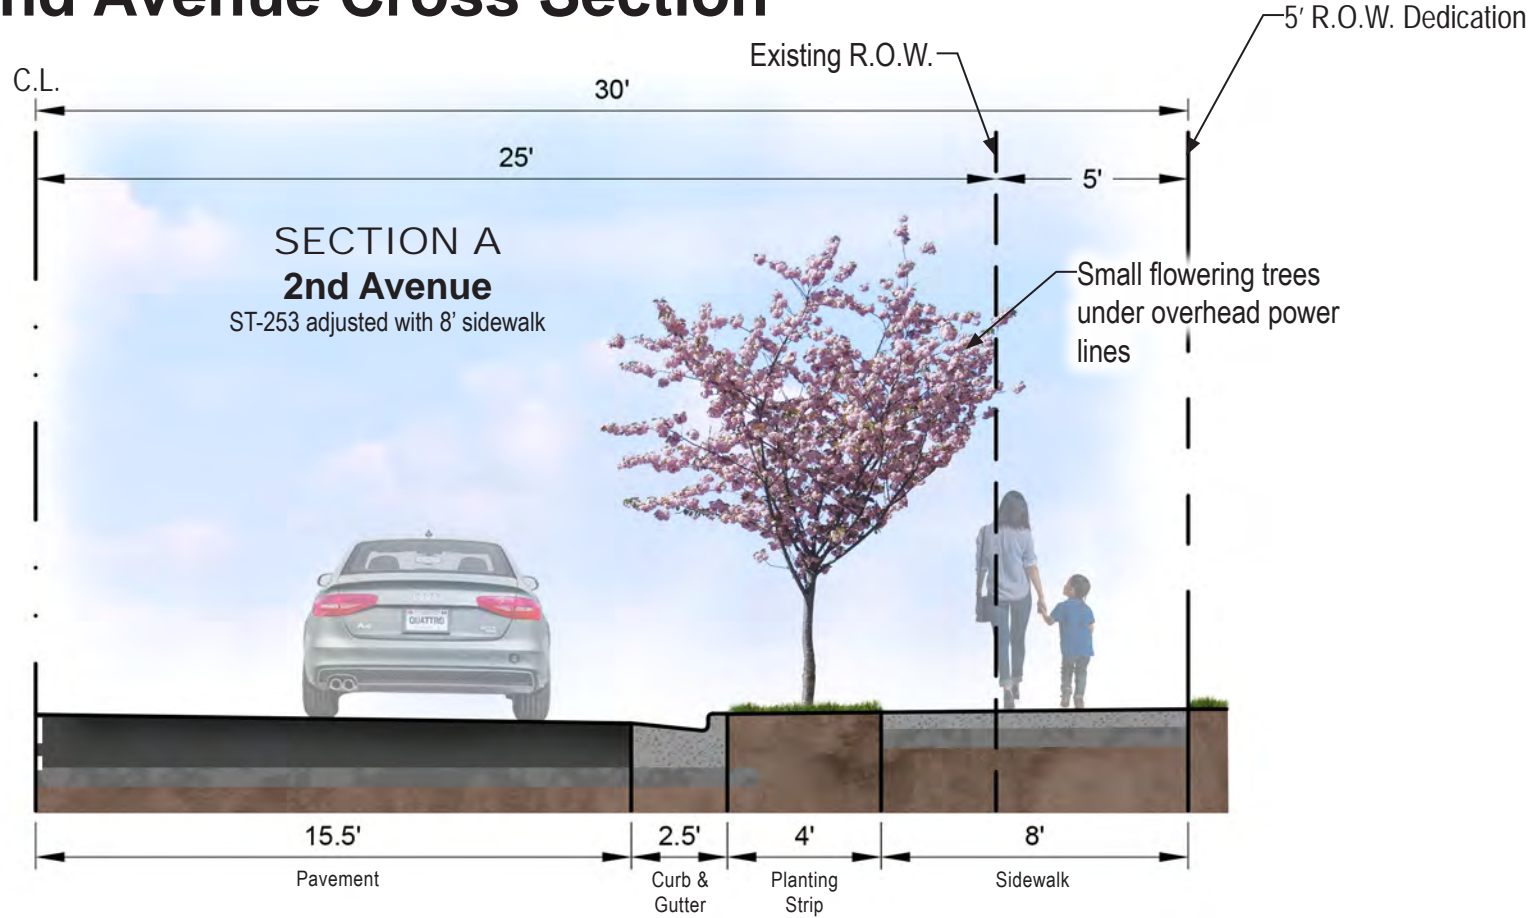 nd Avenue Cross Section
5′ R.O.W. Dedication
Existing R.O.W.
C.L.
30'
25'
5'
SECTION A
2nd Avenue
ST-253 adjusted with 8’ sidewalk
Small flowering trees
under overhead power
lines
QUATTRO
A4
15.5'
2.5'
4'
8'
Pavement
Curb &
Gutter
Planting
Strip
Sidewalk